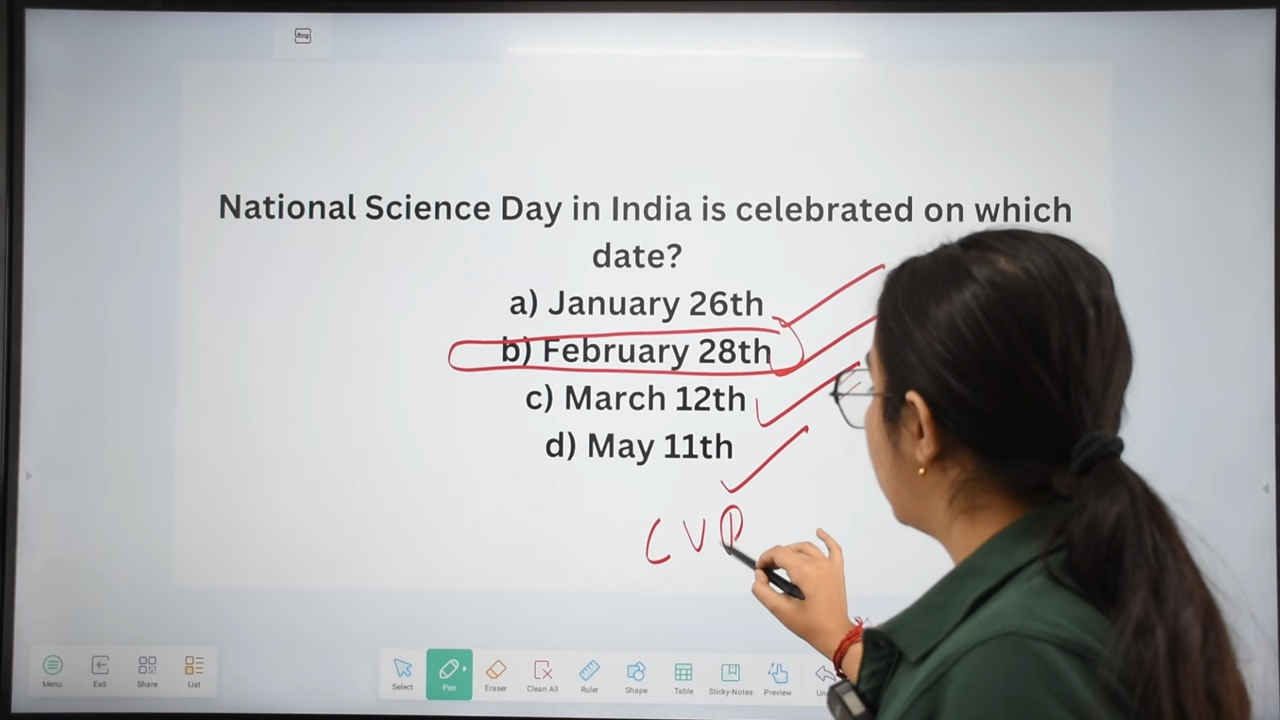 National Science Day in India is celebrated on which
date?
a) January 26th
b) February 28th
c) March 12th
d) May 11th
CVR
Menu
Exit
Share
List
Select
Pen
Eraser
Clean All
Ruler
Shape
Table
Sticky-Notes
Preview